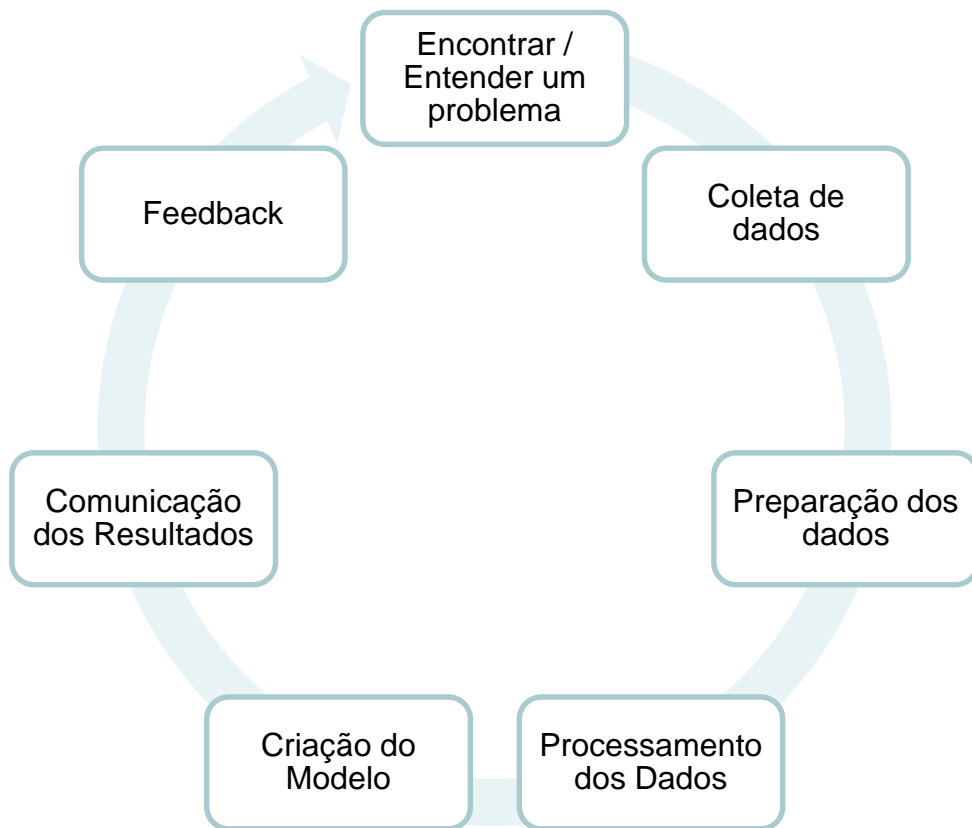 Encontrar /
Entender um
problema
Coleta de
dados
Preparação dos
dados
Processamento
dos Dados
Criação do
Modelo
Comunicação
dos Resultados
Feedback